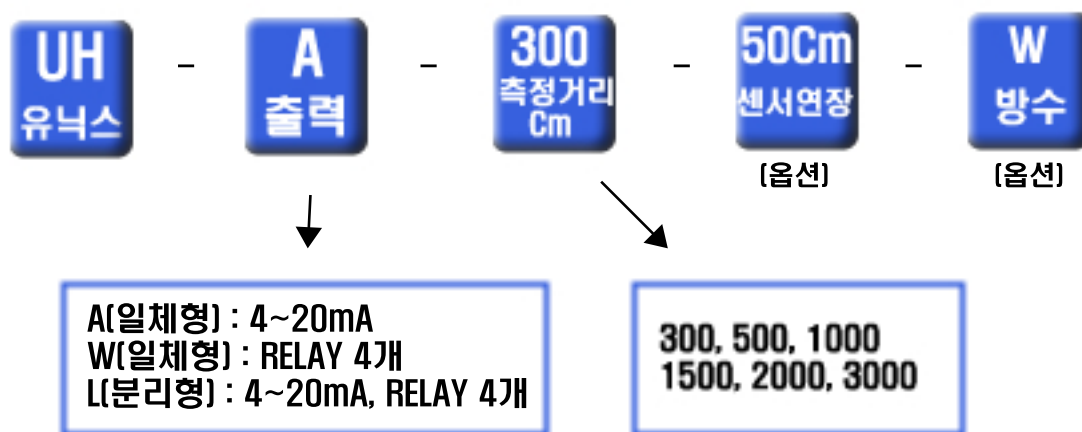 UH - A - 300 - 50Cm - W
유닉스 출력 측정거리 센서연장 방수
Cm
(옵션) (옵션)
A(일체형) : 4~20mA
W(일체형) : RELAY 4개
L(분리형) : 4~20mA, RELAY 4개
300, 500, 1000
1500, 2000, 3000